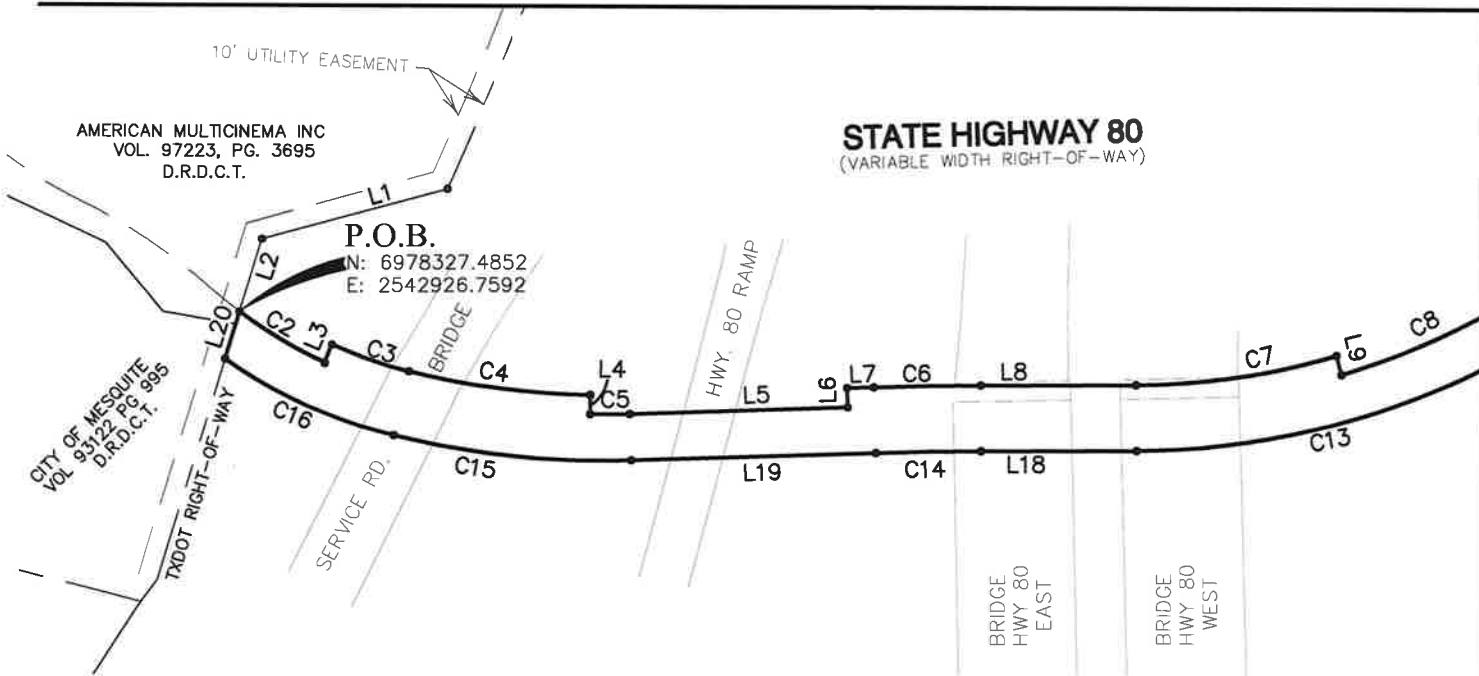 10' UTILITY EASEMENT
AMERICAN MULTICINEMA INC
VOL. 97223, PG. 3695
D.R.D.C.T.
STATE HIGHWAY 80
(VARIABLE WIDTH RIGHT-OF-WAY)
L1
P.O.B.
N: 6978327.4852
E: 2542926.7592
L2
L20
C2
L3
C3
BRIDGE
C4
L4
C5
HWY. 80 RAMP
L5
L6
L7
C6
L8
C7
L9
C8
CITY OF MESQUITE
VOL 93122, PG 995
D.R.D.C.T.
TXDOT RIGHT-OF-WAY
C16
SERVICE RD.
C15
L19
C14
L18
C13
BRIDGE
HWY 80
EAST
BRIDGE
HWY 80
WEST